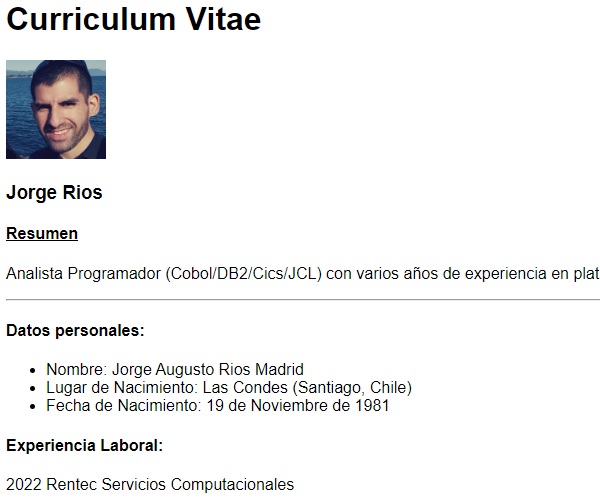 Curriculum Vitae
Jorge Rios
Resumen
Analista Programador (Cobol/DB2/Cics/JCL) con varios años de experiencia en plat
Datos personales:
• Nombre: Jorge Augusto Rios Madrid
• Lugar de Nacimiento: Las Condes (Santiago, Chile)
• Fecha de Nacimiento: 19 de Noviembre de 1981
Experiencia Laboral:
2022 Rentec Servicios Computacionales